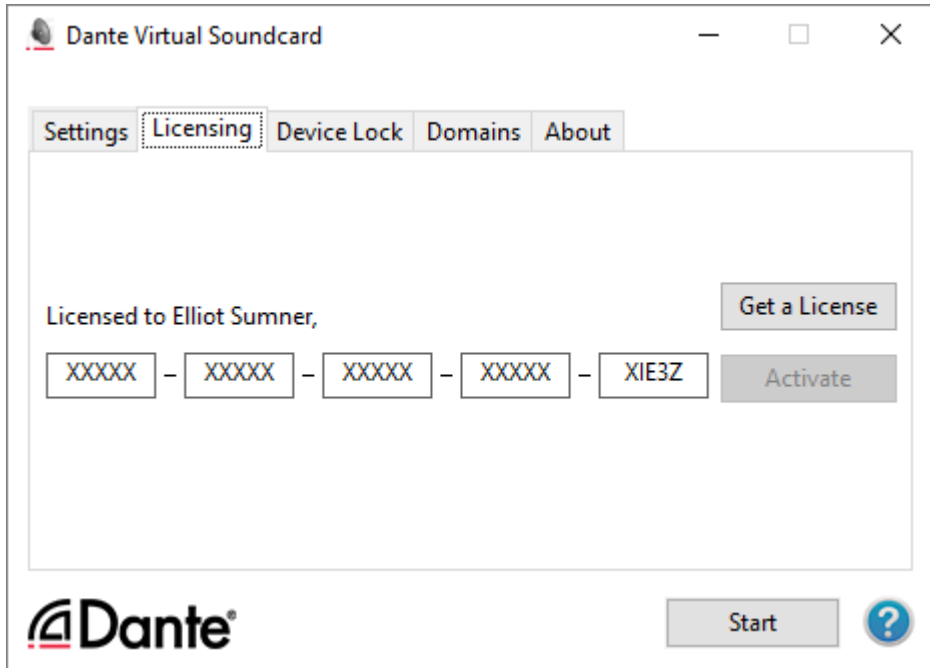 Dante Virtual Soundcard
Settings Licensing Device Lock Domains About
Licensed to Elliot Sumner,
Get a License
XXXXX – XXXXX – XXXXX – XXXXX – XIE3Z
Activate
Dante®
Start
?